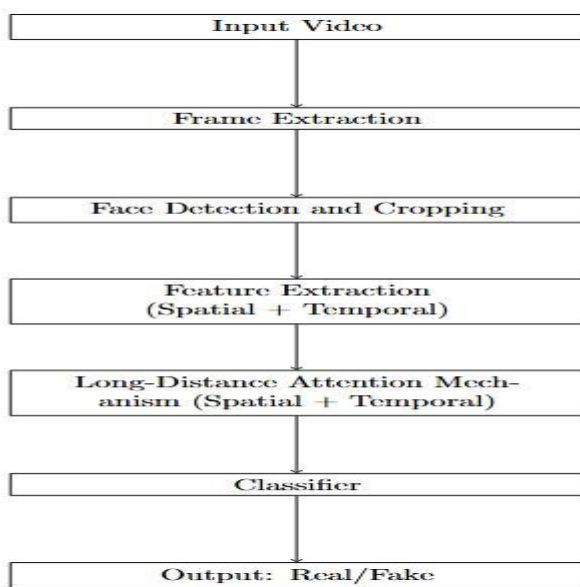 Input Video
Frame Extraction
Face Detection and Cropping
Feature Extraction
(Spatial + Temporal)
Long-Distance Attention Mech-
anism (Spatial + Temporal)
Classifier
Output: Real/Fake